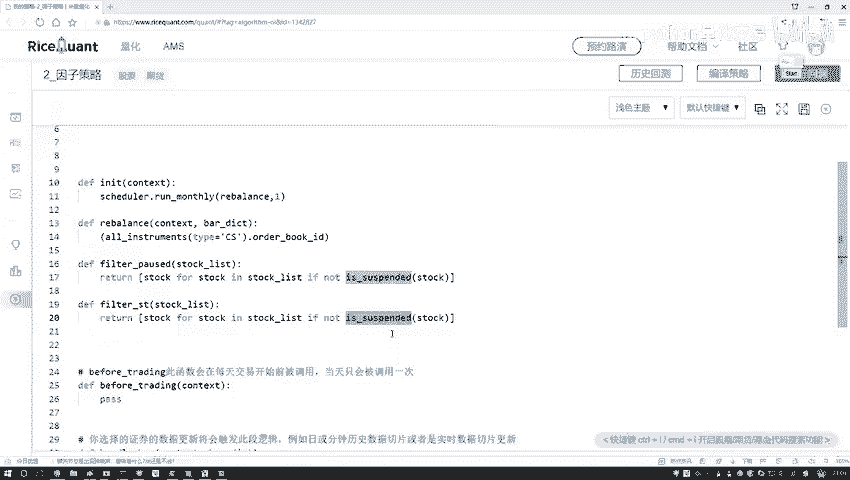 https://www.ricequant.com/quant/
RiceQuant 量化 AMS 预约路演 帮助文档 社区
2_因子策略 股票 期货 历史回测 编译策略
浅色主题 默认快捷键
6
7
8
9
10 def init(context):
11 scheduler.run_monthly(rebalance,1)
12
13 def rebalance(context, bar_dict):
14 (all_instruments(type='CS').order_book_id)
15
16 def filter_paused(stock_list):
17 return [stock for stock in stock_list if not is_suspended(stock)]
18
19 def filter_st(stock_list):
20 return [stock for stock in stock_list if not is_suspended(stock)]
21
22
23
24 # before_trading此函数会在每天交易开始前被调用，当天只会被调用一次
25 def before_trading(context):
26 pass
27
28
29 # 你选择的证券的数据更新将会触发此段逻辑，例如日或分钟历史数据切片或者是实时数据切片更新